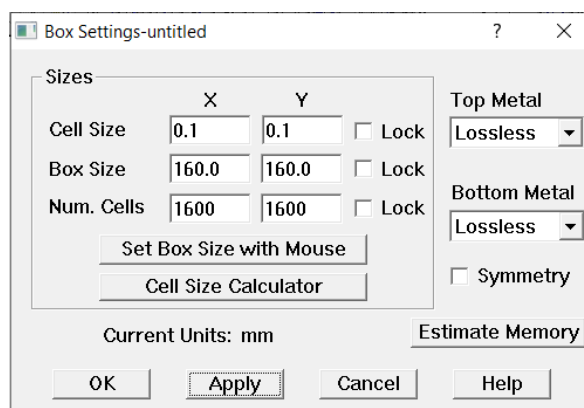 Box Settings-untitled ? ×
Sizes
X Y
Cell Size 0.1 0.1 Lock
Box Size 160.0 160.0 Lock
Num. Cells 1600 1600 Lock
Set Box Size with Mouse
Cell Size Calculator
Top Metal
Lossless
Bottom Metal
Lossless
Symmetry
Current Units: mm
Estimate Memory
OK Apply Cancel Help